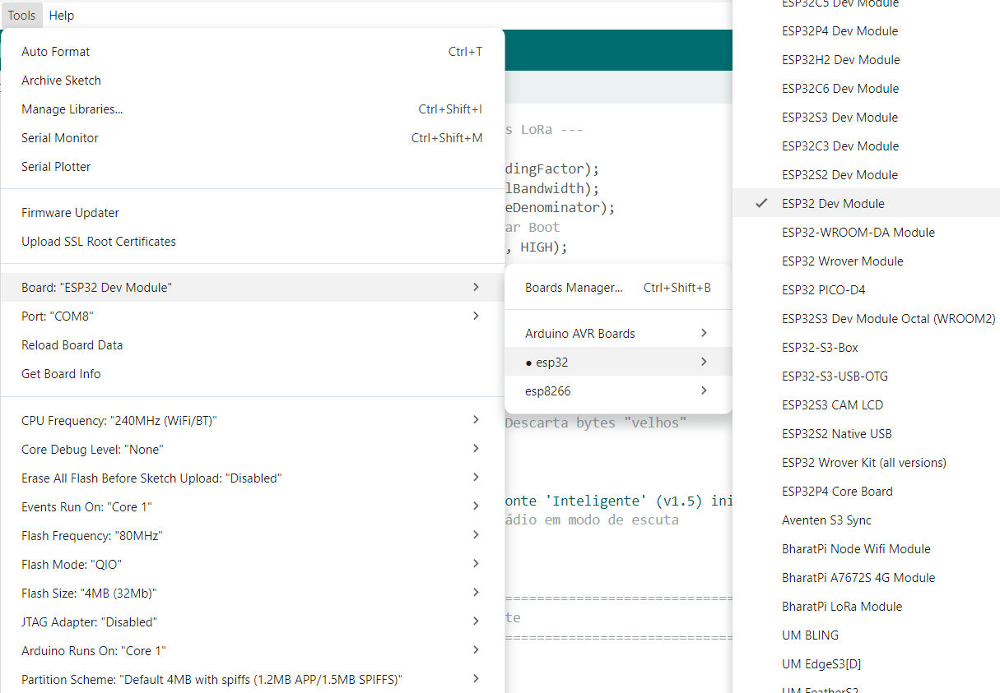 Tools Help
Auto Format Ctrl+T
Archive Sketch
Manage Libraries... Ctrl+Shift+I
Serial Monitor Ctrl+Shift+M
Serial Plotter
Firmware Updater
Upload SSL Root Certificates
Board: "ESP32 Dev Module"
Port: "COM8"
Reload Board Data
Get Board Info
CPU Frequency: "240MHz (WiFi/BT)"
Core Debug Level: "None"
Erase All Flash Before Sketch Upload: "Disabled"
Events Run On: "Core 1"
Flash Frequency: "80MHz"
Flash Mode: "QIO"
Flash Size: "4MB (32Mb)"
JTAG Adapter: "Disabled"
Arduino Runs On: "Core 1"
Partition Scheme: "Default 4MB with spiffs (1.2MB APP/1.5MB SPIFFS)"
s LoRa ---
dingFactor);
lBandwidth);
eDenominator);
ar Boot
, HIGH);
Boards Manager... Ctrl+Shift+B
Arduino AVR Boards
● esp32
esp8266
Descarta bytes "velhos"
onte 'Inteligente' (v1.5) ini
ádio em modo de escuta
==============================
te
==============================
ESP32C5 Dev Module
ESP32P4 Dev Module
ESP32H2 Dev Module
ESP32C6 Dev Module
ESP32S3 Dev Module
ESP32C3 Dev Module
ESP32S2 Dev Module
ESP32 Dev Module
ESP32-WROOM-DA Module
ESP32 Wrover Module
ESP32 PICO-D4
ESP32S3 Dev Module Octal (WROOM2)
ESP32-S3-Box
ESP32-S3-USB-OTG
ESP32S3 CAM LCD
ESP32S2 Native USB
ESP32 Wrover Kit (all versions)
ESP32P4 Core Board
Aventen S3 Sync
BharatPi Node Wifi Module
BharatPi A7672S 4G Module
BharatPi LoRa Module
UM BLING
UM EdgeS3[D]
UM FeatherS2